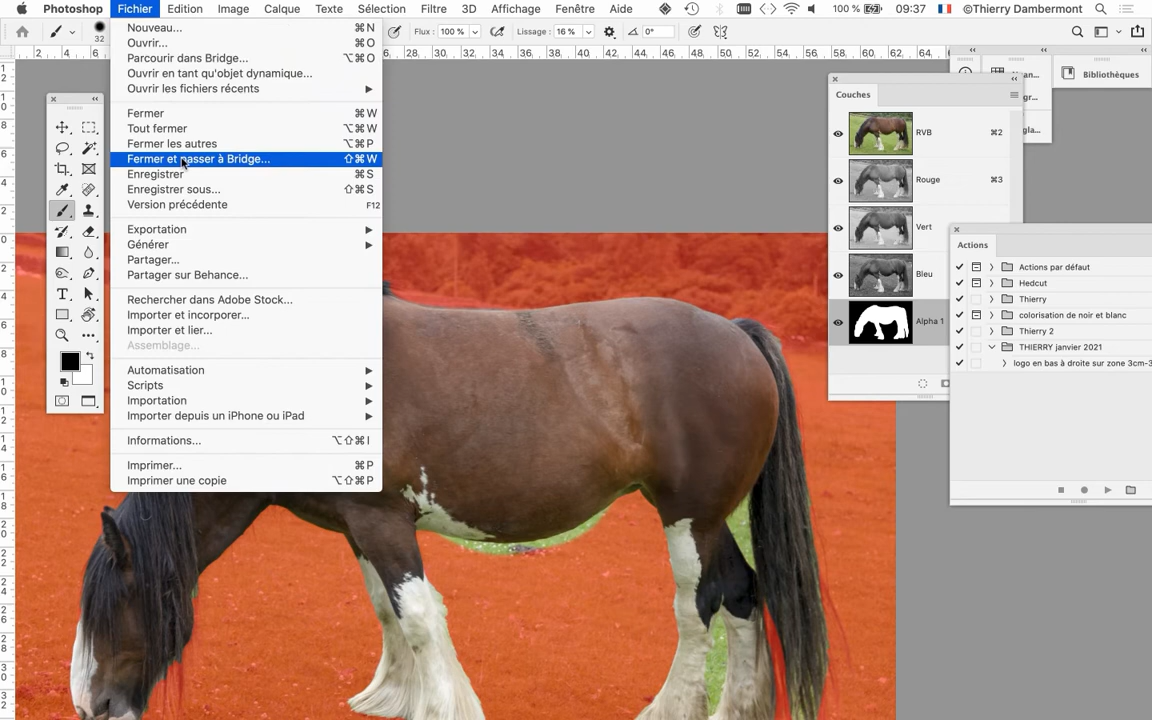 Photoshop Fichier Edition Image Calque Texte Sélection Filtre 3D Affichage Fenêtre Aide 100 % 09:37 ©Thierry Dambermont
32 Flux : 100 % Lissage : 16 % 0°
Nouveau... ⌘N
Ouvrir... ⌘O
Parcourir dans Bridge... ⌥⌘O
Ouvrir en tant qu'objet dynamique...
Ouvrir les fichiers récents
Fermer ⌘W
Tout fermer ⌥⌘W
Fermer les autres ⌥⌘P
Fermer et passer à Bridge... ⇧⌘W
Enregistrer ⌘S
Enregistrer sous... ⇧⌘S
Version précédente F12
Exportation
Générer
Partager...
Partager sur Behance...
Rechercher dans Adobe Stock...
Importer et incorporer...
Importer et lier...
Assemblage...
Automatisation
Scripts
Importation
Importer depuis un iPhone ou iPad
Informations... ⌥⇧⌘I
Imprimer... ⌘P
Imprimer une copie ⌥⇧⌘P
Bibliothèques
Couches
RVB ⌘2
Rouge ⌘3
Vert
Bleu
Alpha 1
Actions
Actions par défaut
Hedcut
Thierry
colorisation de noir et blanc
Thierry 2
THIERRY janvier 2021
logo en bas à droite sur zone 3cm-3